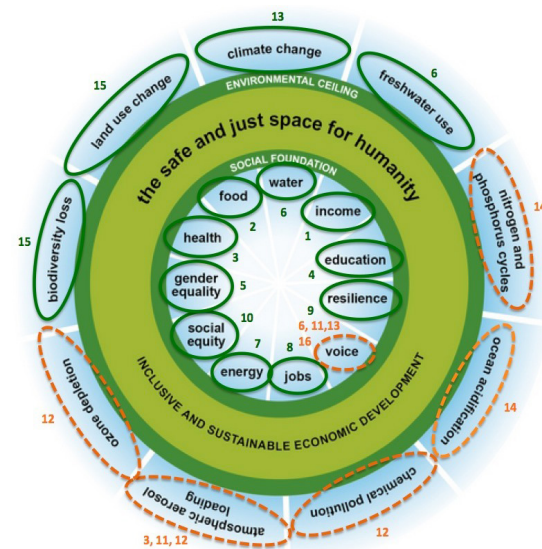 13
climate change
15
land use change
6
freshwater use
ENVIRONMENTAL CEILING
the safe and just space for humanity
SOCIAL FOUNDATION
water
food
6
income
2
1
health
3
education
4
gender
equality
5
resilience
9
social
equity
10
6, 11,13
16
voice
7
8
energy
jobs
15
biodiversity loss
nitrogen and
phosphorus cycles
14
12
ozone depletion
INCLUSIVE AND SUSTAINABLE ECONOMIC DEVELOPMENT
ocean acidification
14
atmospheric aerosol
loading
3, 11, 12
chemical pollution
12